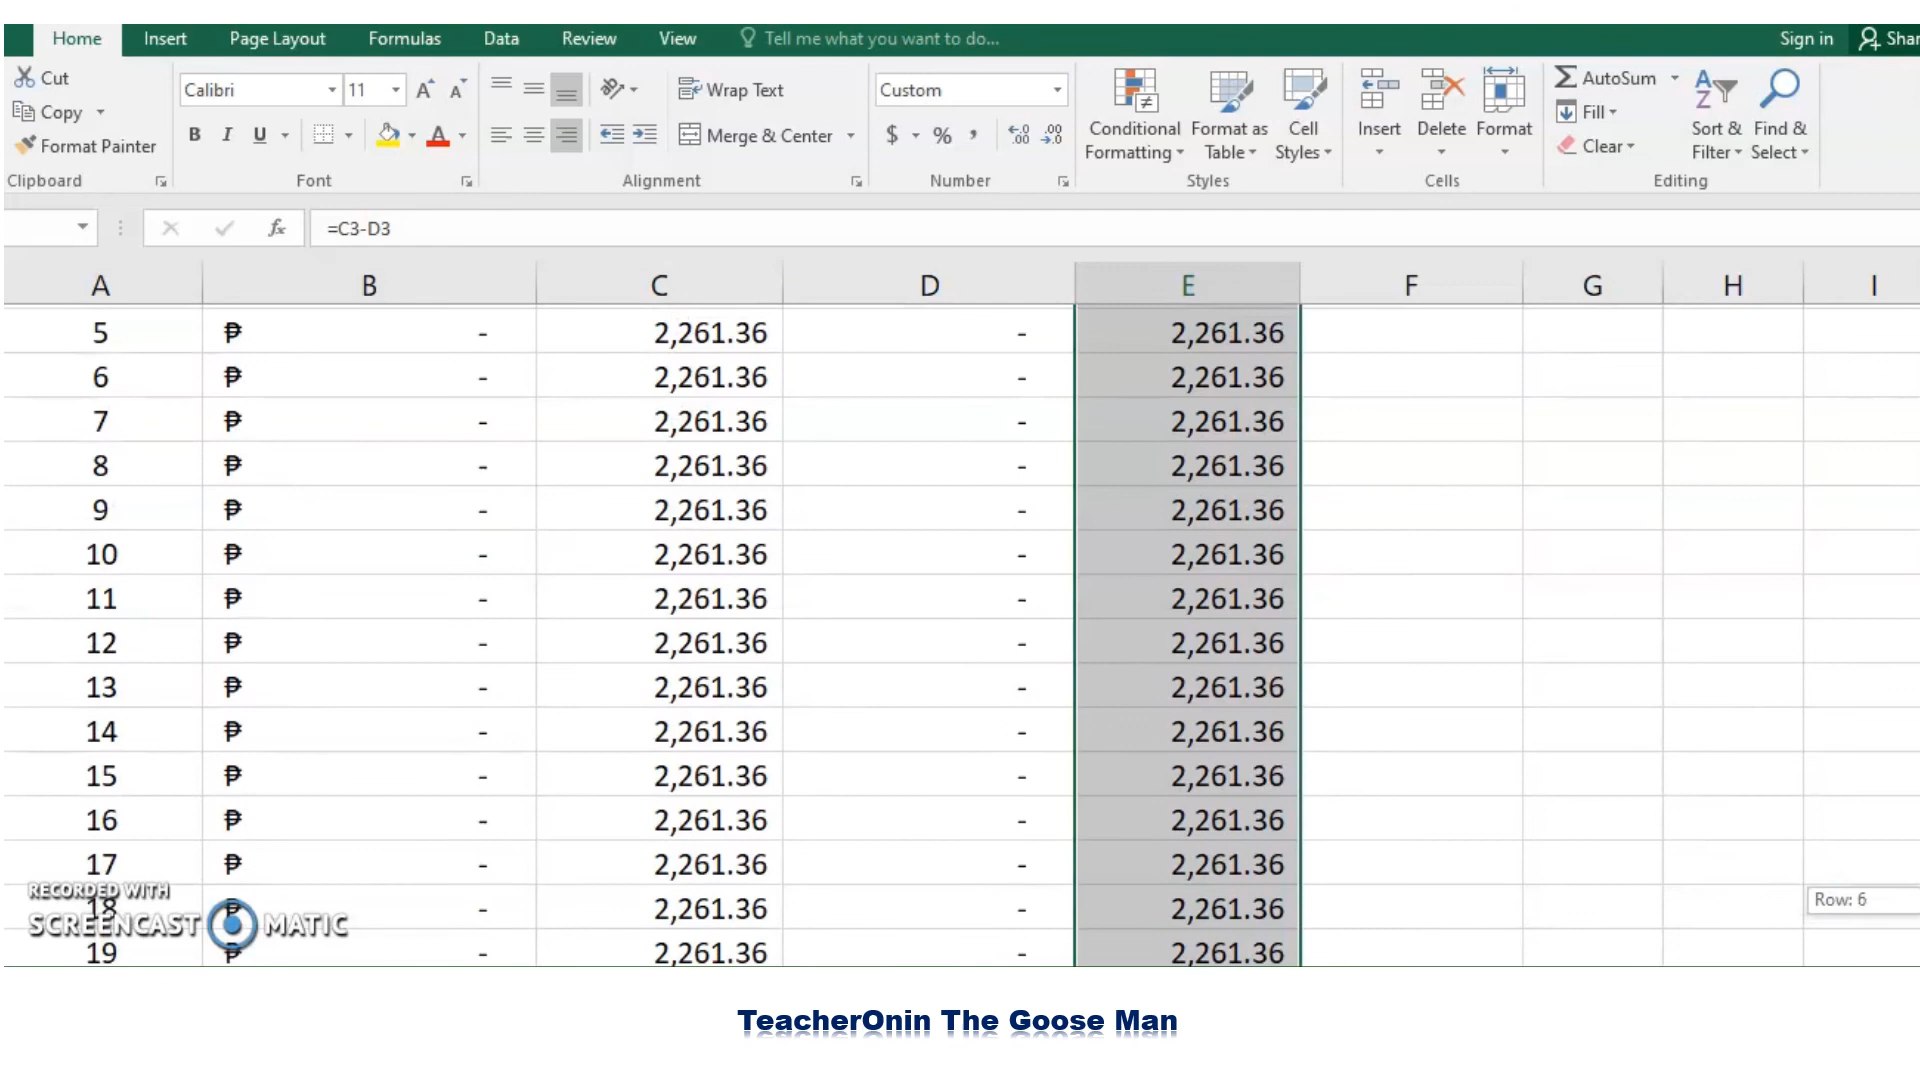 Home Insert Page Layout Formulas Data Review View Tell me what you want to do... Sign in Shar
Cut
Copy
Format Painter
Clipboard
Calibri 11 A A
B I U A
Font
Wrap Text
Merge & Center
Alignment
Custom
$ % , .00 .00
Number
Conditional Formatting
Format as Table
Cell Styles
Styles
Insert
Delete
Format
Cells
AutoSum
Fill
Clear
Sort & Filter
Find & Select
Editing
fx =C3-D3
A B C D E F G H I
5 ₱ - 2,261.36 - 2,261.36
6 ₱ - 2,261.36 - 2,261.36
7 ₱ - 2,261.36 - 2,261.36
8 ₱ - 2,261.36 - 2,261.36
9 ₱ - 2,261.36 - 2,261.36
10 ₱ - 2,261.36 - 2,261.36
11 ₱ - 2,261.36 - 2,261.36
12 ₱ - 2,261.36 - 2,261.36
13 ₱ - 2,261.36 - 2,261.36
14 ₱ - 2,261.36 - 2,261.36
15 ₱ - 2,261.36 - 2,261.36
16 ₱ - 2,261.36 - 2,261.36
17 ₱ - 2,261.36 - 2,261.36
18 ₱ - 2,261.36 - 2,261.36
19 ₱ - 2,261.36 - 2,261.36
Row: 6
RECORDED WITH
SCREENCAST MATIC
TeacherOnin The Goose Man